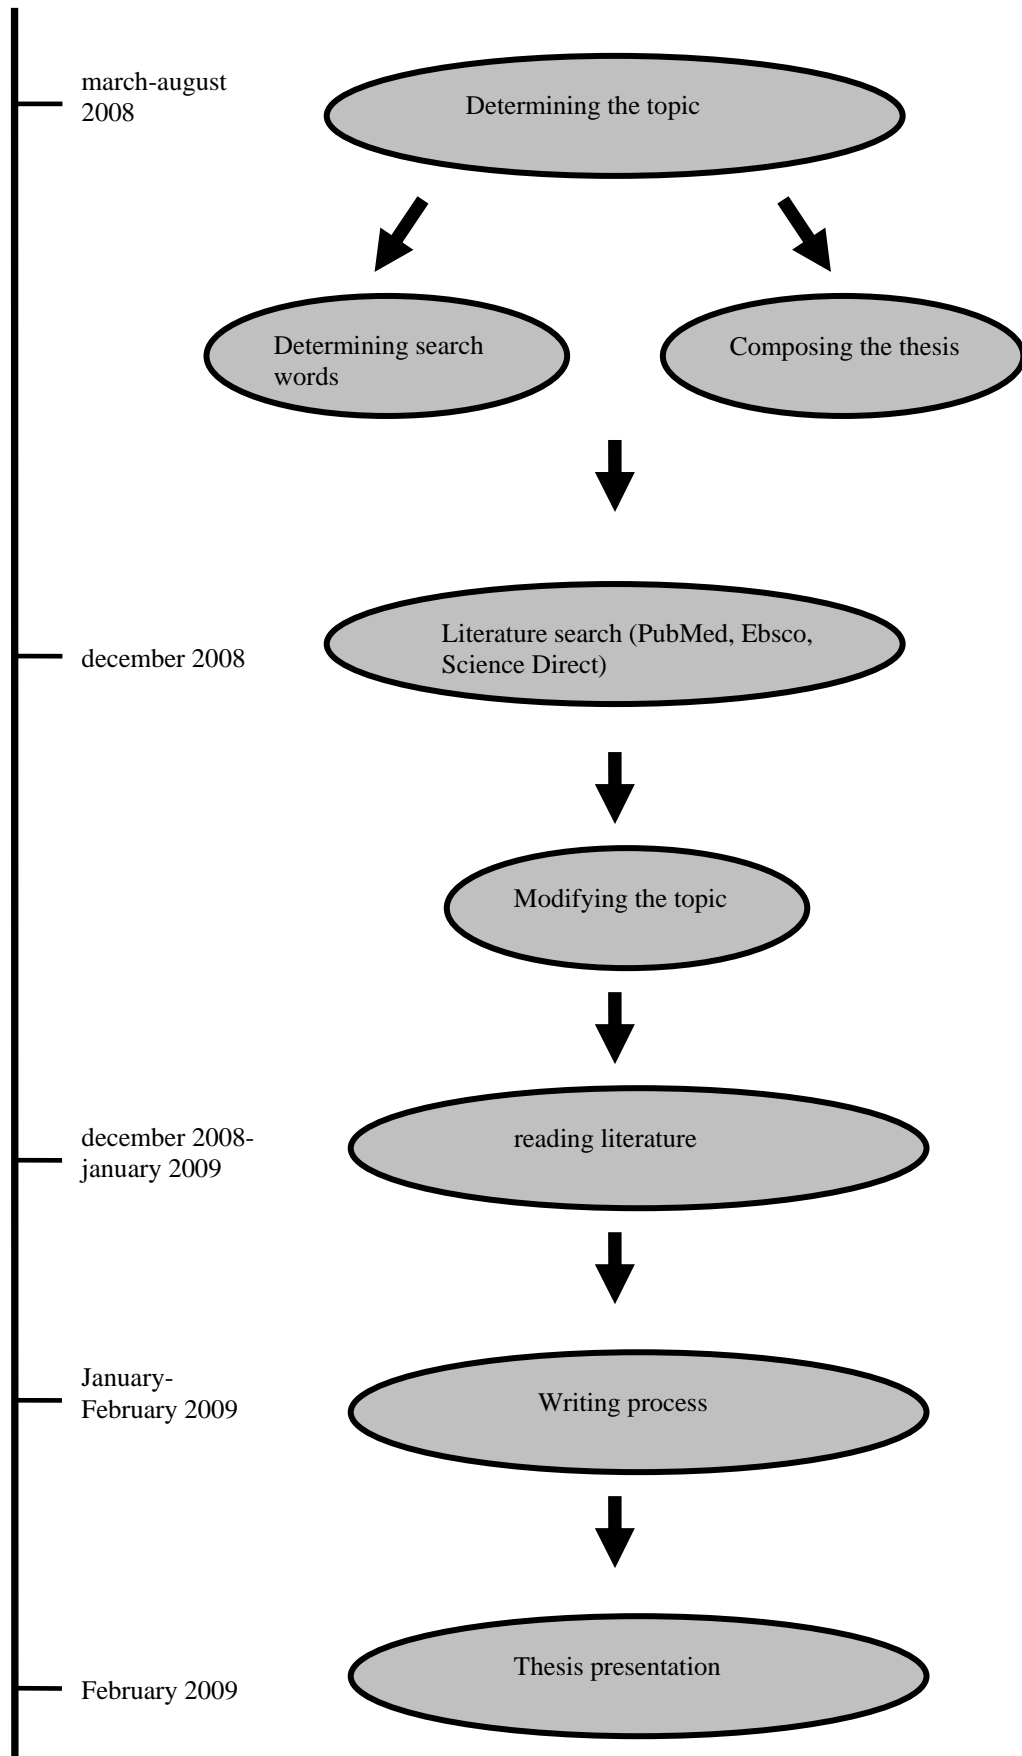 march-august
2008
Determining the topic
Determining search
words
Composing the thesis
december 2008
Literature search (PubMed, Ebsco,
Science Direct)
Modifying the topic
december 2008-
january 2009
reading literature
January-
February 2009
Writing process
February 2009
Thesis presentation